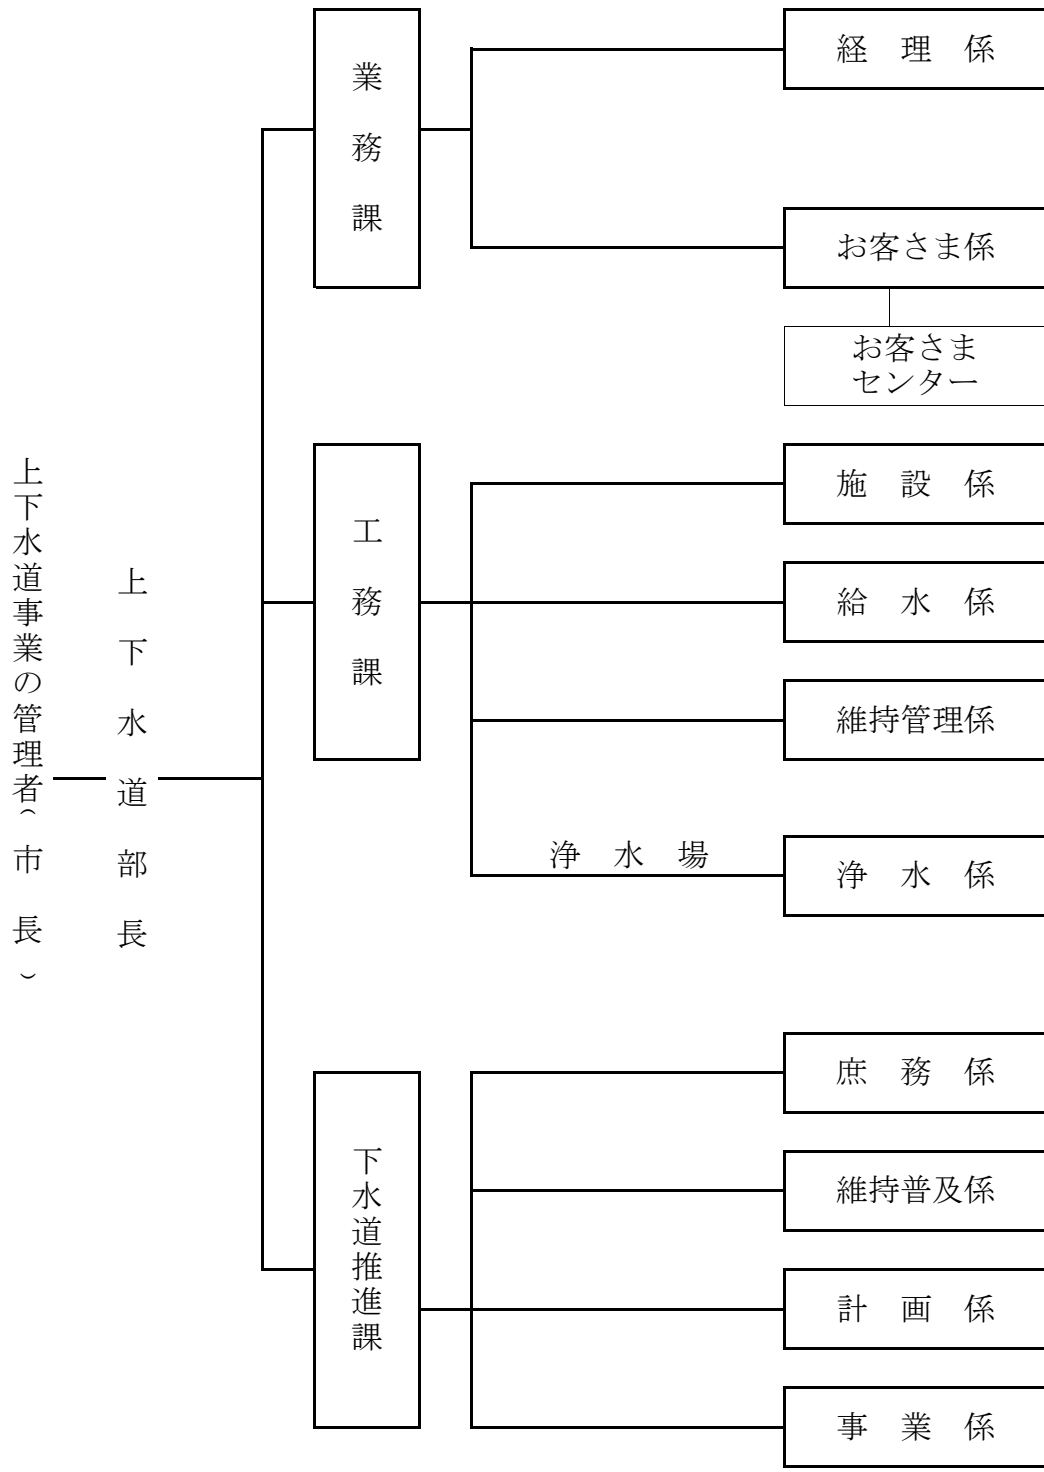 上下水道事業の管理者(市長)
上下水道部長
業務課
経理係
お客さま係
お客さま
センター
工務課
施設係
給水係
維持管理係
浄水場
浄水係
下水道推進課
庶務係
維持普及係
計画係
事業係